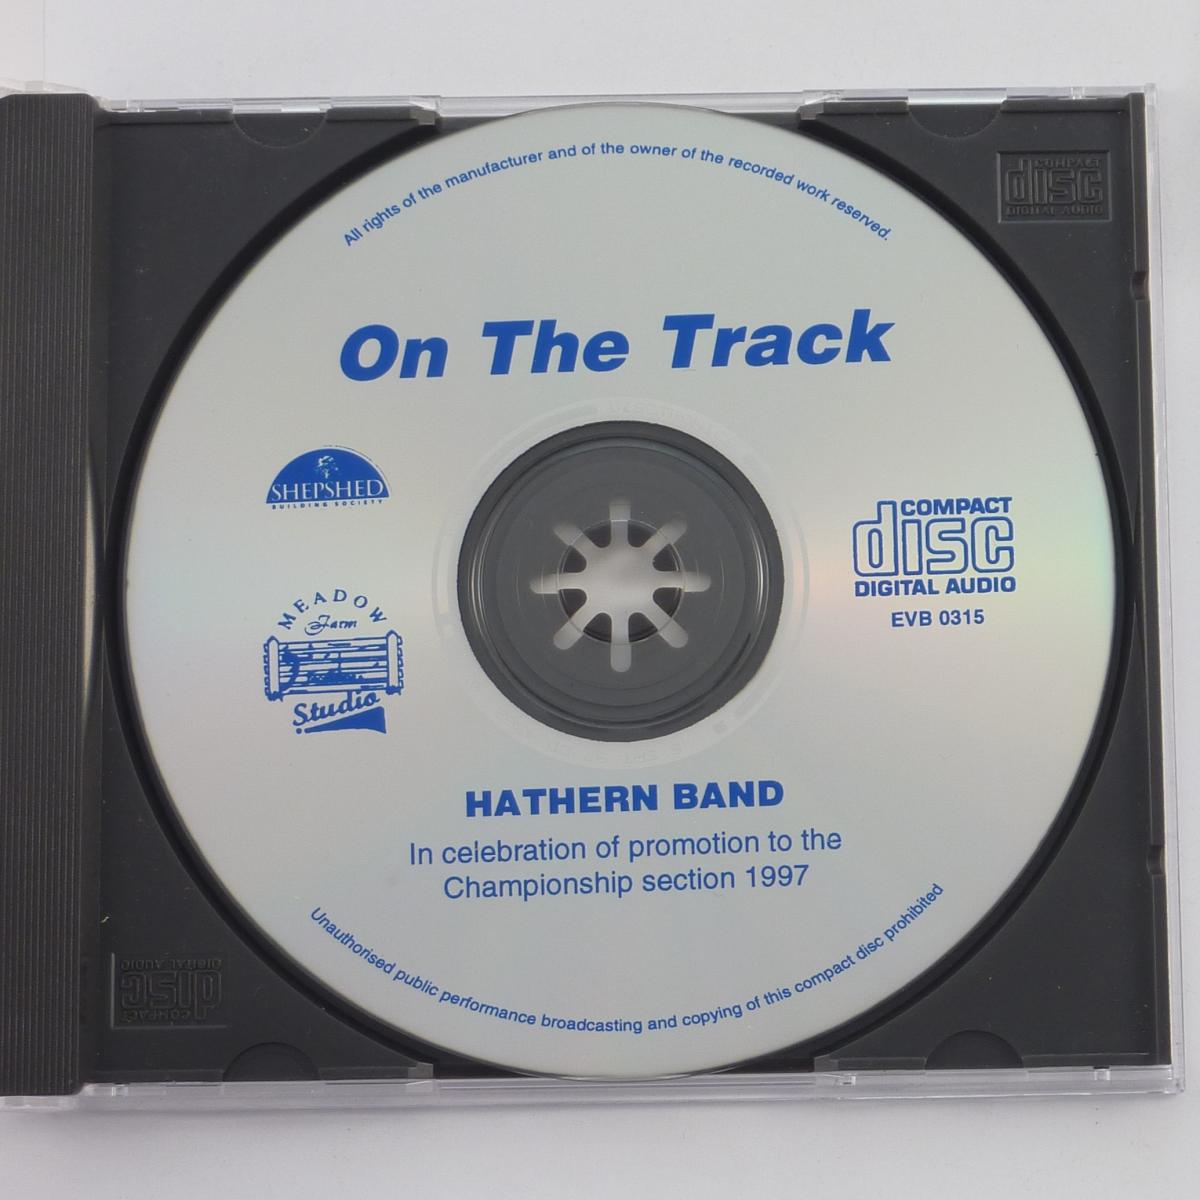 All rights of the manufacturer and of the owner of the recorded work reserved.
COMPACT
disc
DIGITAL AUDIO
On The Track
SHEPSHED
BUILDING SOCIETY
COMPACT
disc
DIGITAL AUDIO
EVB 0315
MEADOW
Farm
Studio
HATHERN BAND
In celebration of promotion to the
Championship section 1997
Unauthorised public performance broadcasting and copying of this compact disc prohibited
COMPACT
disc
DIGITAL AUDIO